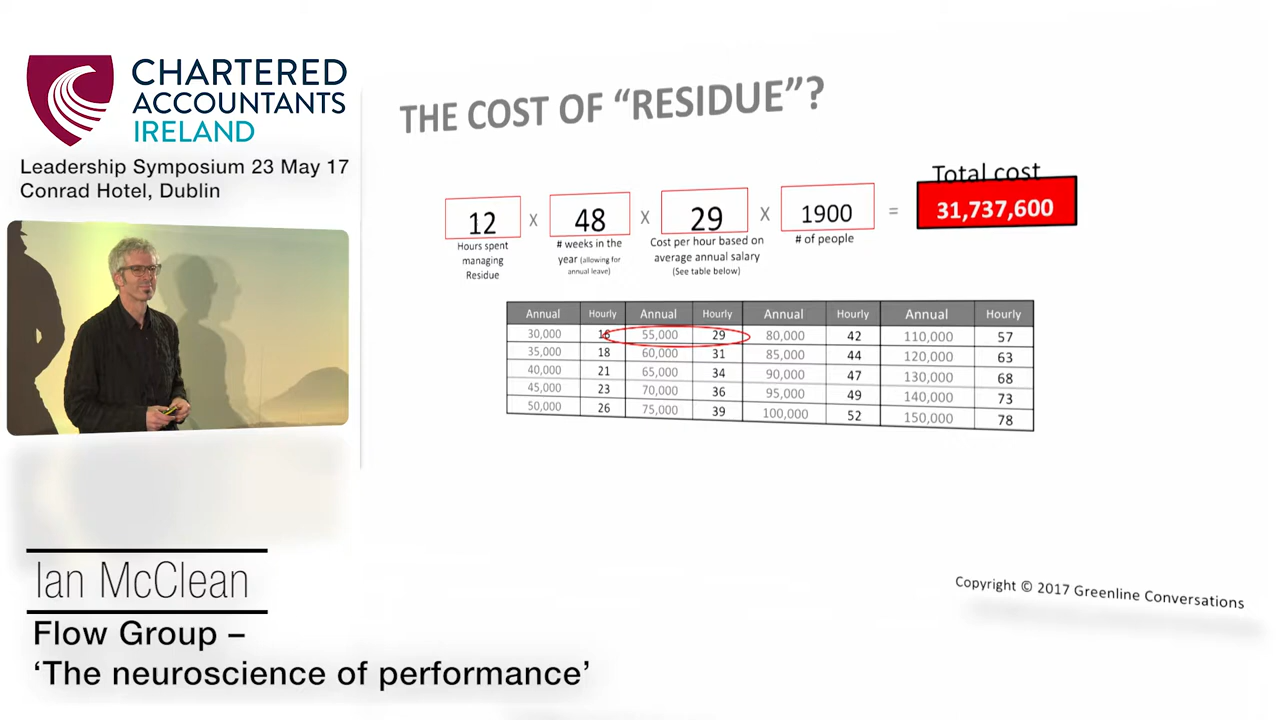 CHARTERED
ACCOUNTANTS
IRELAND
Leadership Symposium 23 May 17
Conrad Hotel, Dublin
THE COST OF “RESIDUE”?
Total cost
12 X 48 X 29 X 1900 = 31,737,600
Hours spent
managing
Residue
# weeks in the
year (allowing for
annual leave)
Cost per hour based on
average annual salary
(See table below)
# of people
Annual Hourly Annual Hourly Annual Hourly Annual Hourly
30,000 16 55,000 29 80,000 42 110,000 57
35,000 18 60,000 31 85,000 44 120,000 63
40,000 21 65,000 34 90,000 47 130,000 68
45,000 23 70,000 36 95,000 49 140,000 73
50,000 26 75,000 39 100,000 52 150,000 78
Ian McClean
Flow Group –
‘The neuroscience of performance’
Copyright © 2017 Greenline Conversations